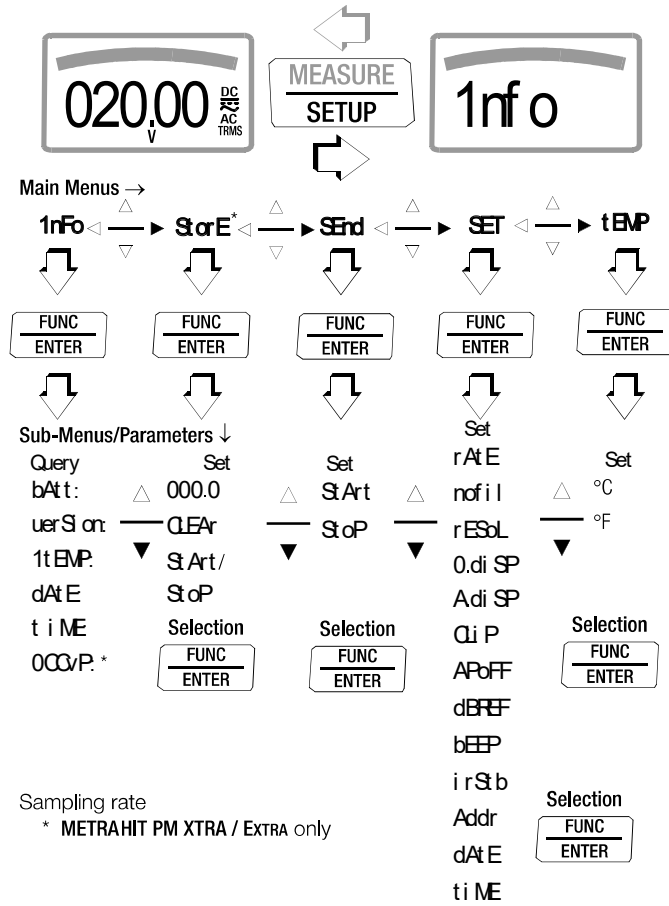 020.00 V DC AC TRMS
MEASURE
SETUP
1nfo
Main Menus →
1nFo StorE* SEnd SET tEMP
FUNC FUNC FUNC FUNC FUNC
ENTER ENTER ENTER ENTER ENTER
Sub-Menus/Parameters ↓
Query
bAtt:
uerSion:
1tEMP:
dAtE
tiME
0CCvP: *
Set
000.0
CLEAr
StArt/
StoP
Selection
FUNC
ENTER
Set
StArt
StoP
Selection
FUNC
ENTER
Set
rAtE
nofil
rESoL
0.diSP
AdiSP
CLiP
APoFF
dBREF
bEEP
irStb
Addr
dAtE
tiME
Selection
FUNC
ENTER
Set
°C
°F
Selection
FUNC
ENTER
Sampling rate
* METRAHIT PM XTRA / EXTRA only